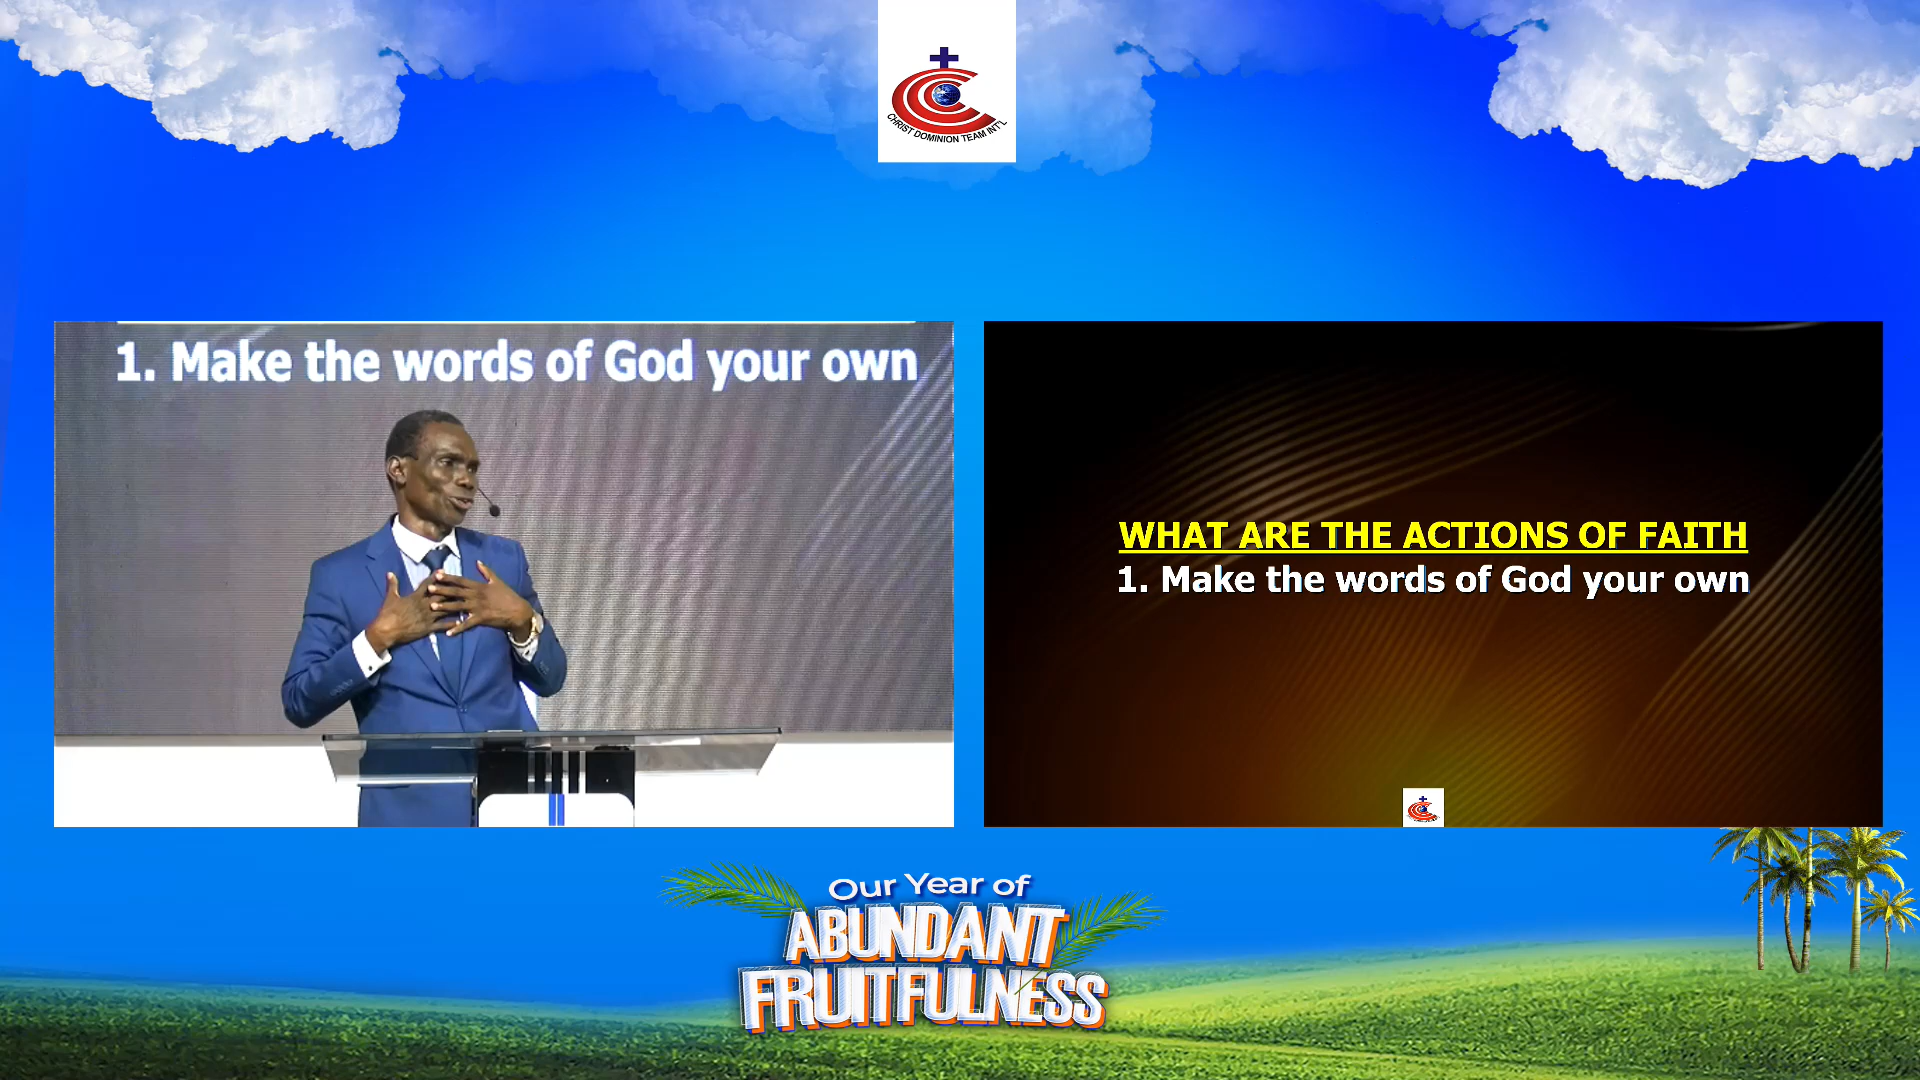 CHRIST DOMINION TEAM INT'L
1. Make the words of God your own
WHAT ARE THE ACTIONS OF FAITH
1. Make the words of God your own
Our Year of
ABUNDANT
FRUITFULNESS